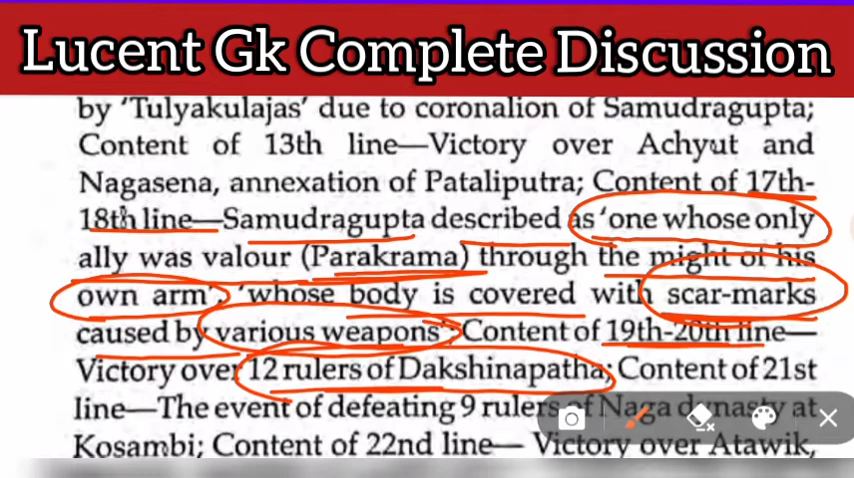 Lucent Gk Complete Discussion
by 'Tulyakulajas' due to coronalion of Samudragupta;
Content of 13th line—Victory over Achyut and
Nagasena, annexation of Pataliputra; Content of 17th-
18th line—Samudragupta described as 'one whose only
ally was valour (Parakrama) through the might of his
own arm', 'whose body is covered with scar-marks
caused by various weapons'; Content of 19th-20th line—
Victory over 12 rulers of Dakshinapatha; Content of 21st
line—The event of defeating 9 rulers of Naga dynasty at
Kosambi; Content of 22nd line— Victory over Atawik,